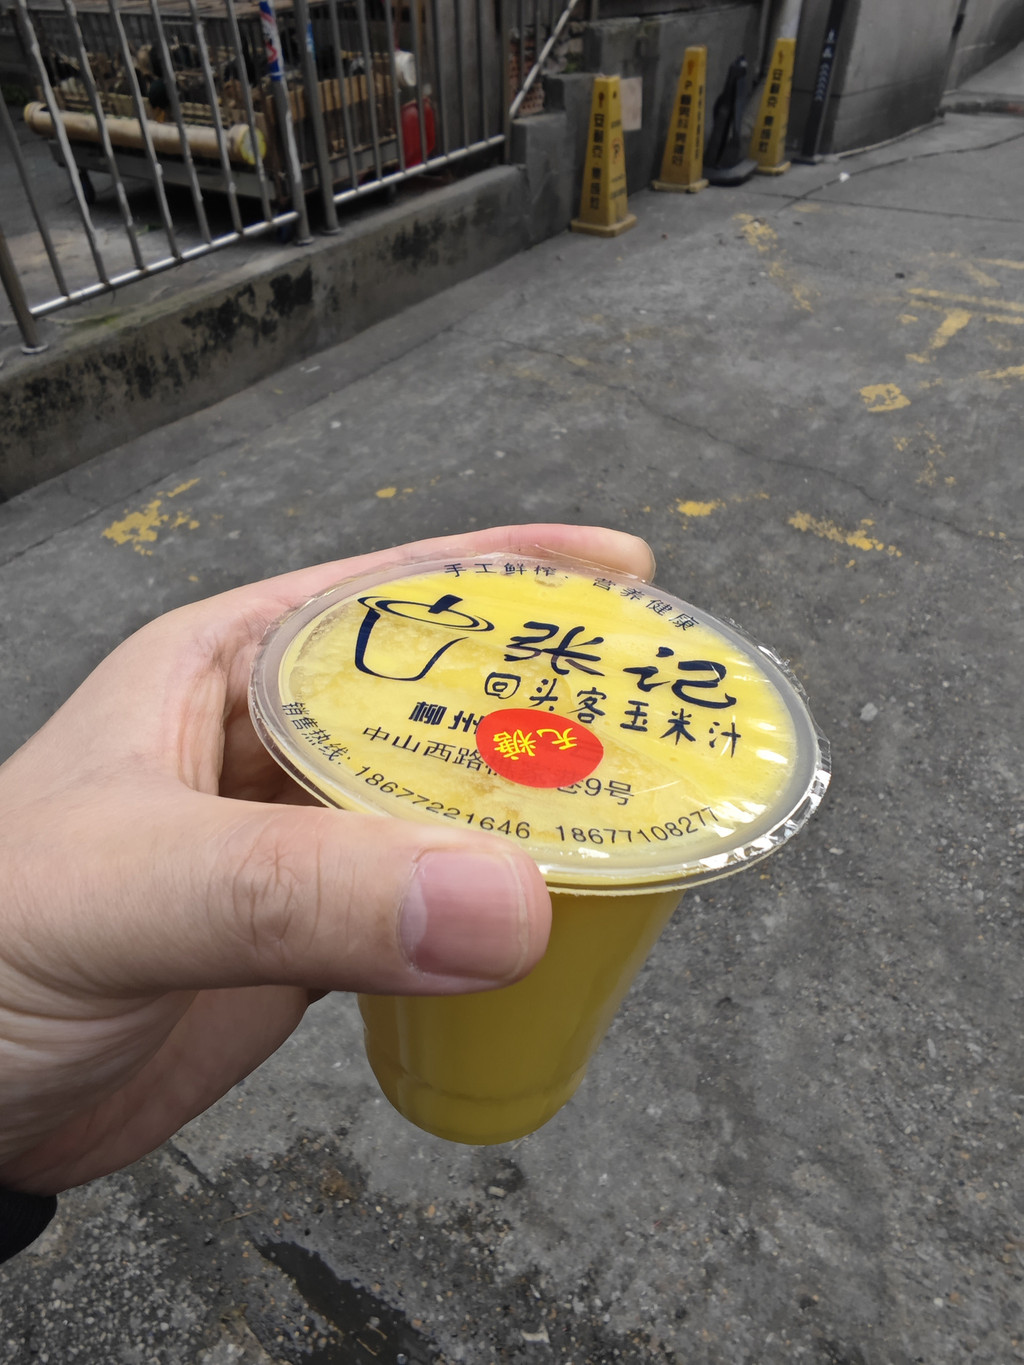 手工鲜榨，营养健康
张记
回头客玉米汁
柳州
中山西路
巷9号
无糖
销售热线：18677221646 18677108277